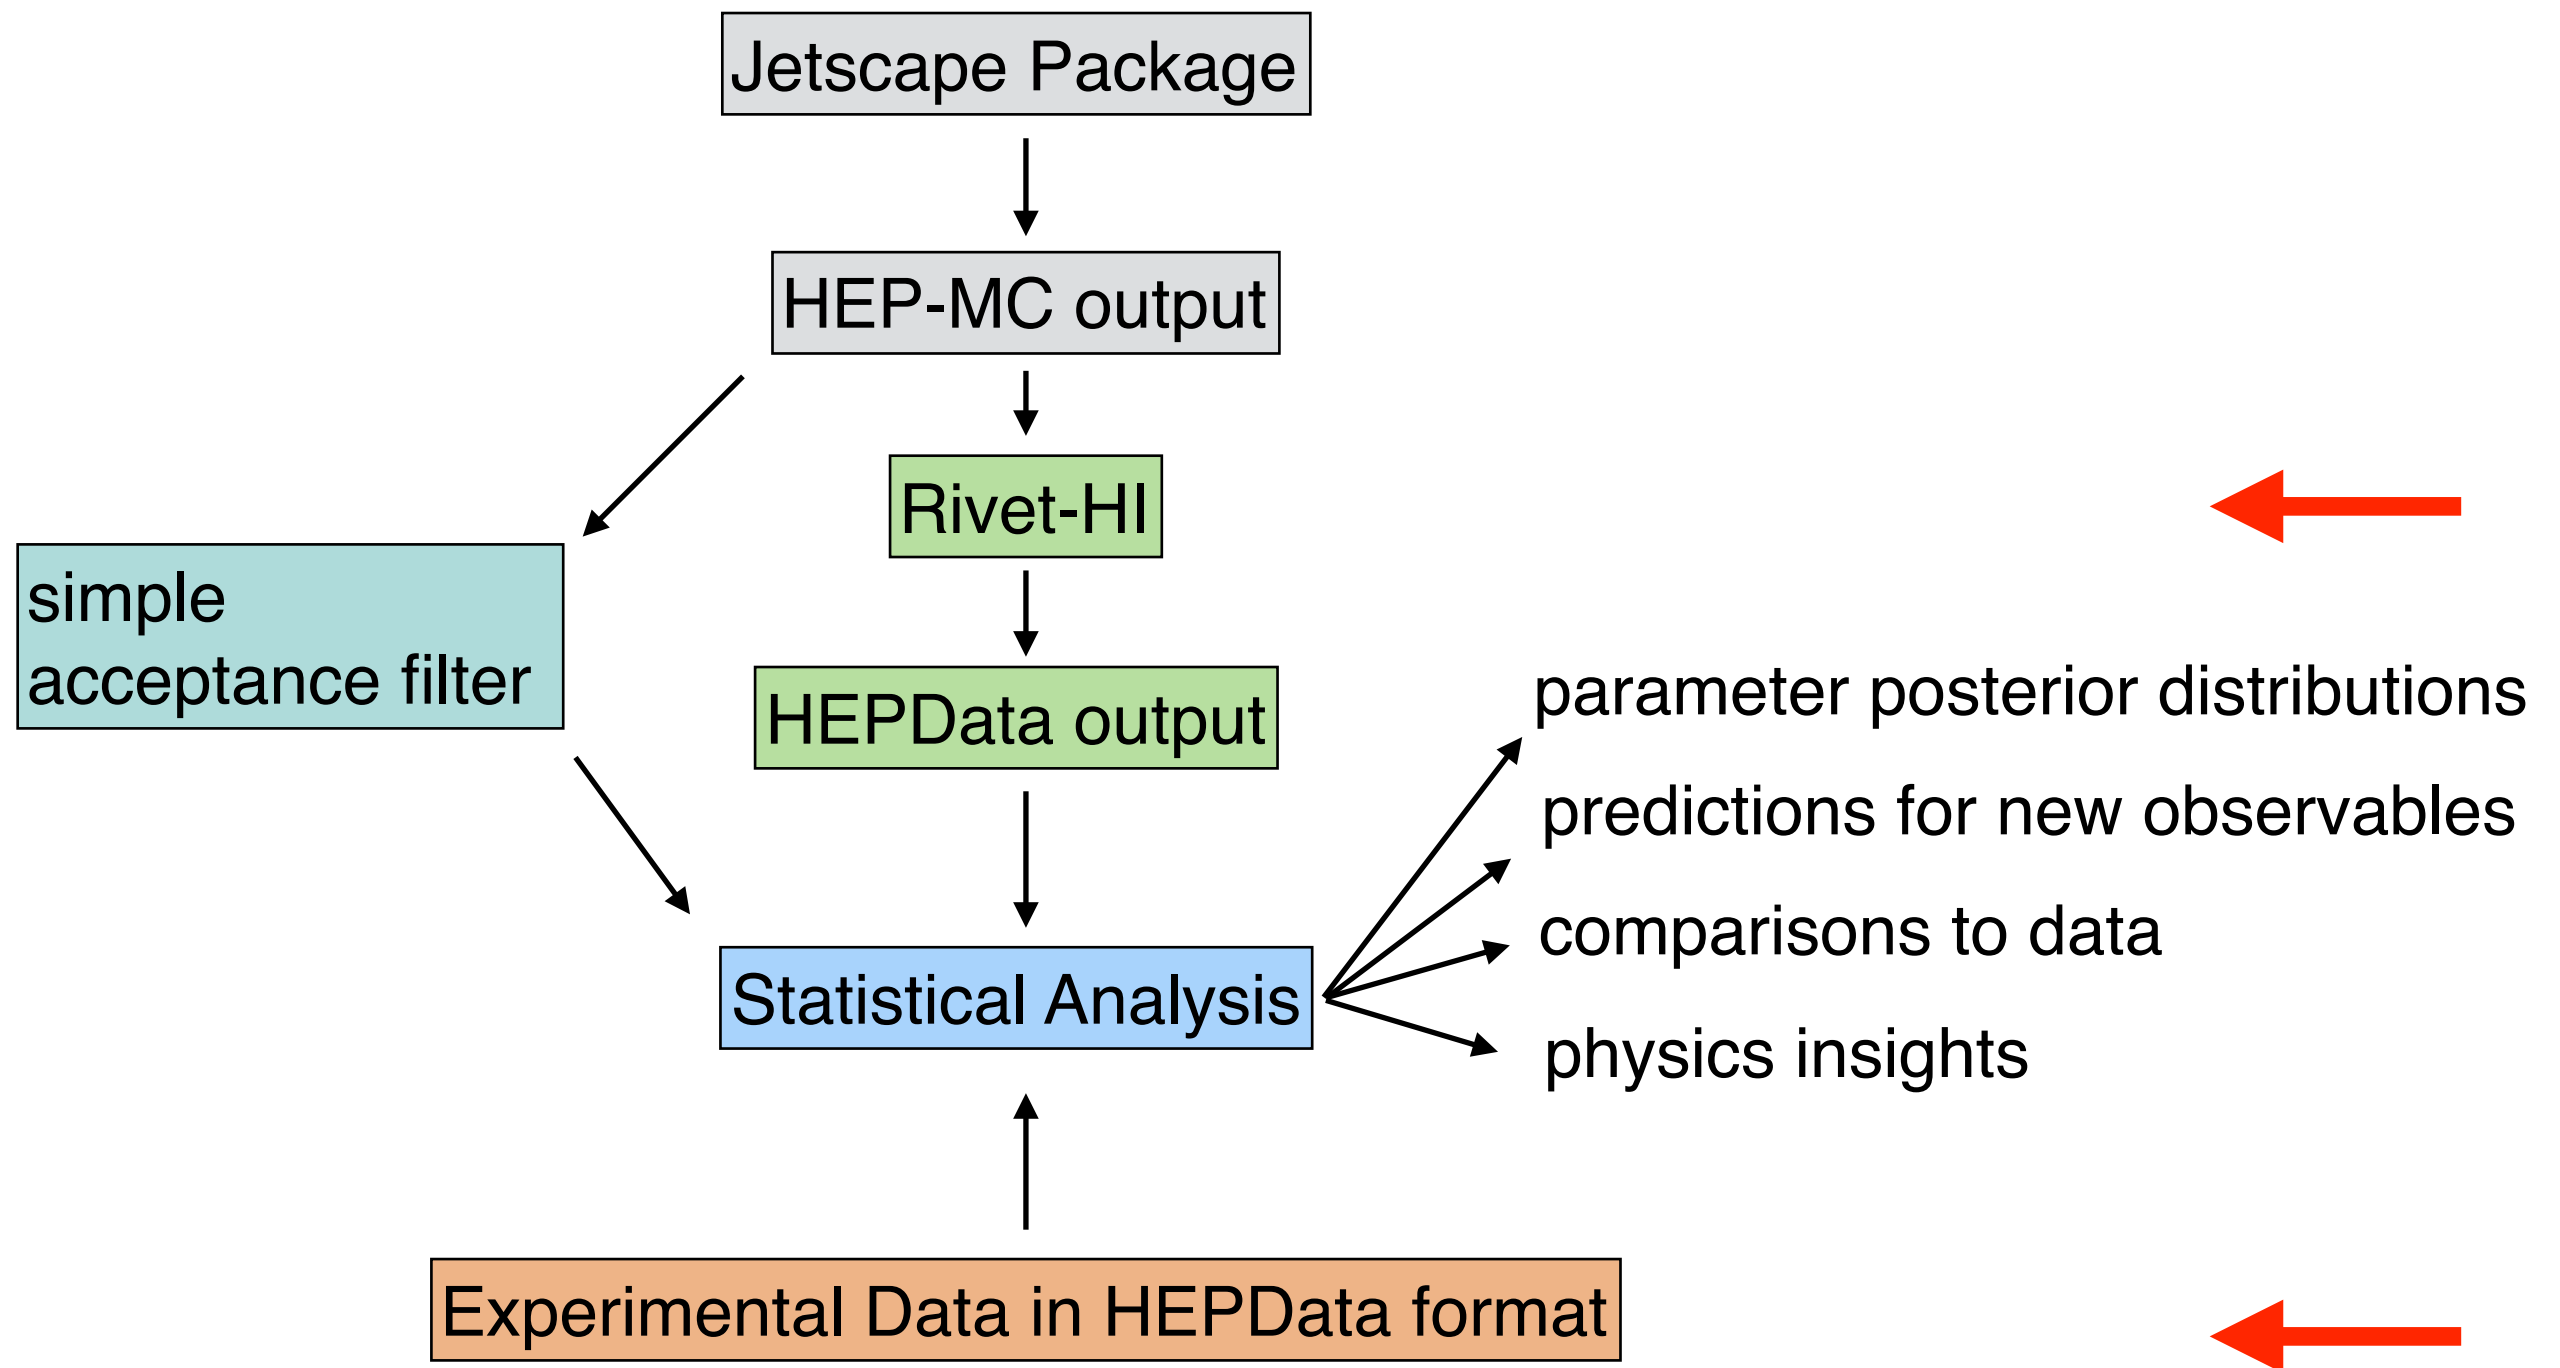 Jetscape Package
HEP-MC output
Rivet-HI
simple
acceptance filter
HEPData output
parameter posterior distributions
predictions for new observables
comparisons to data
Statistical Analysis
physics insights
Experimental Data in HEPData format